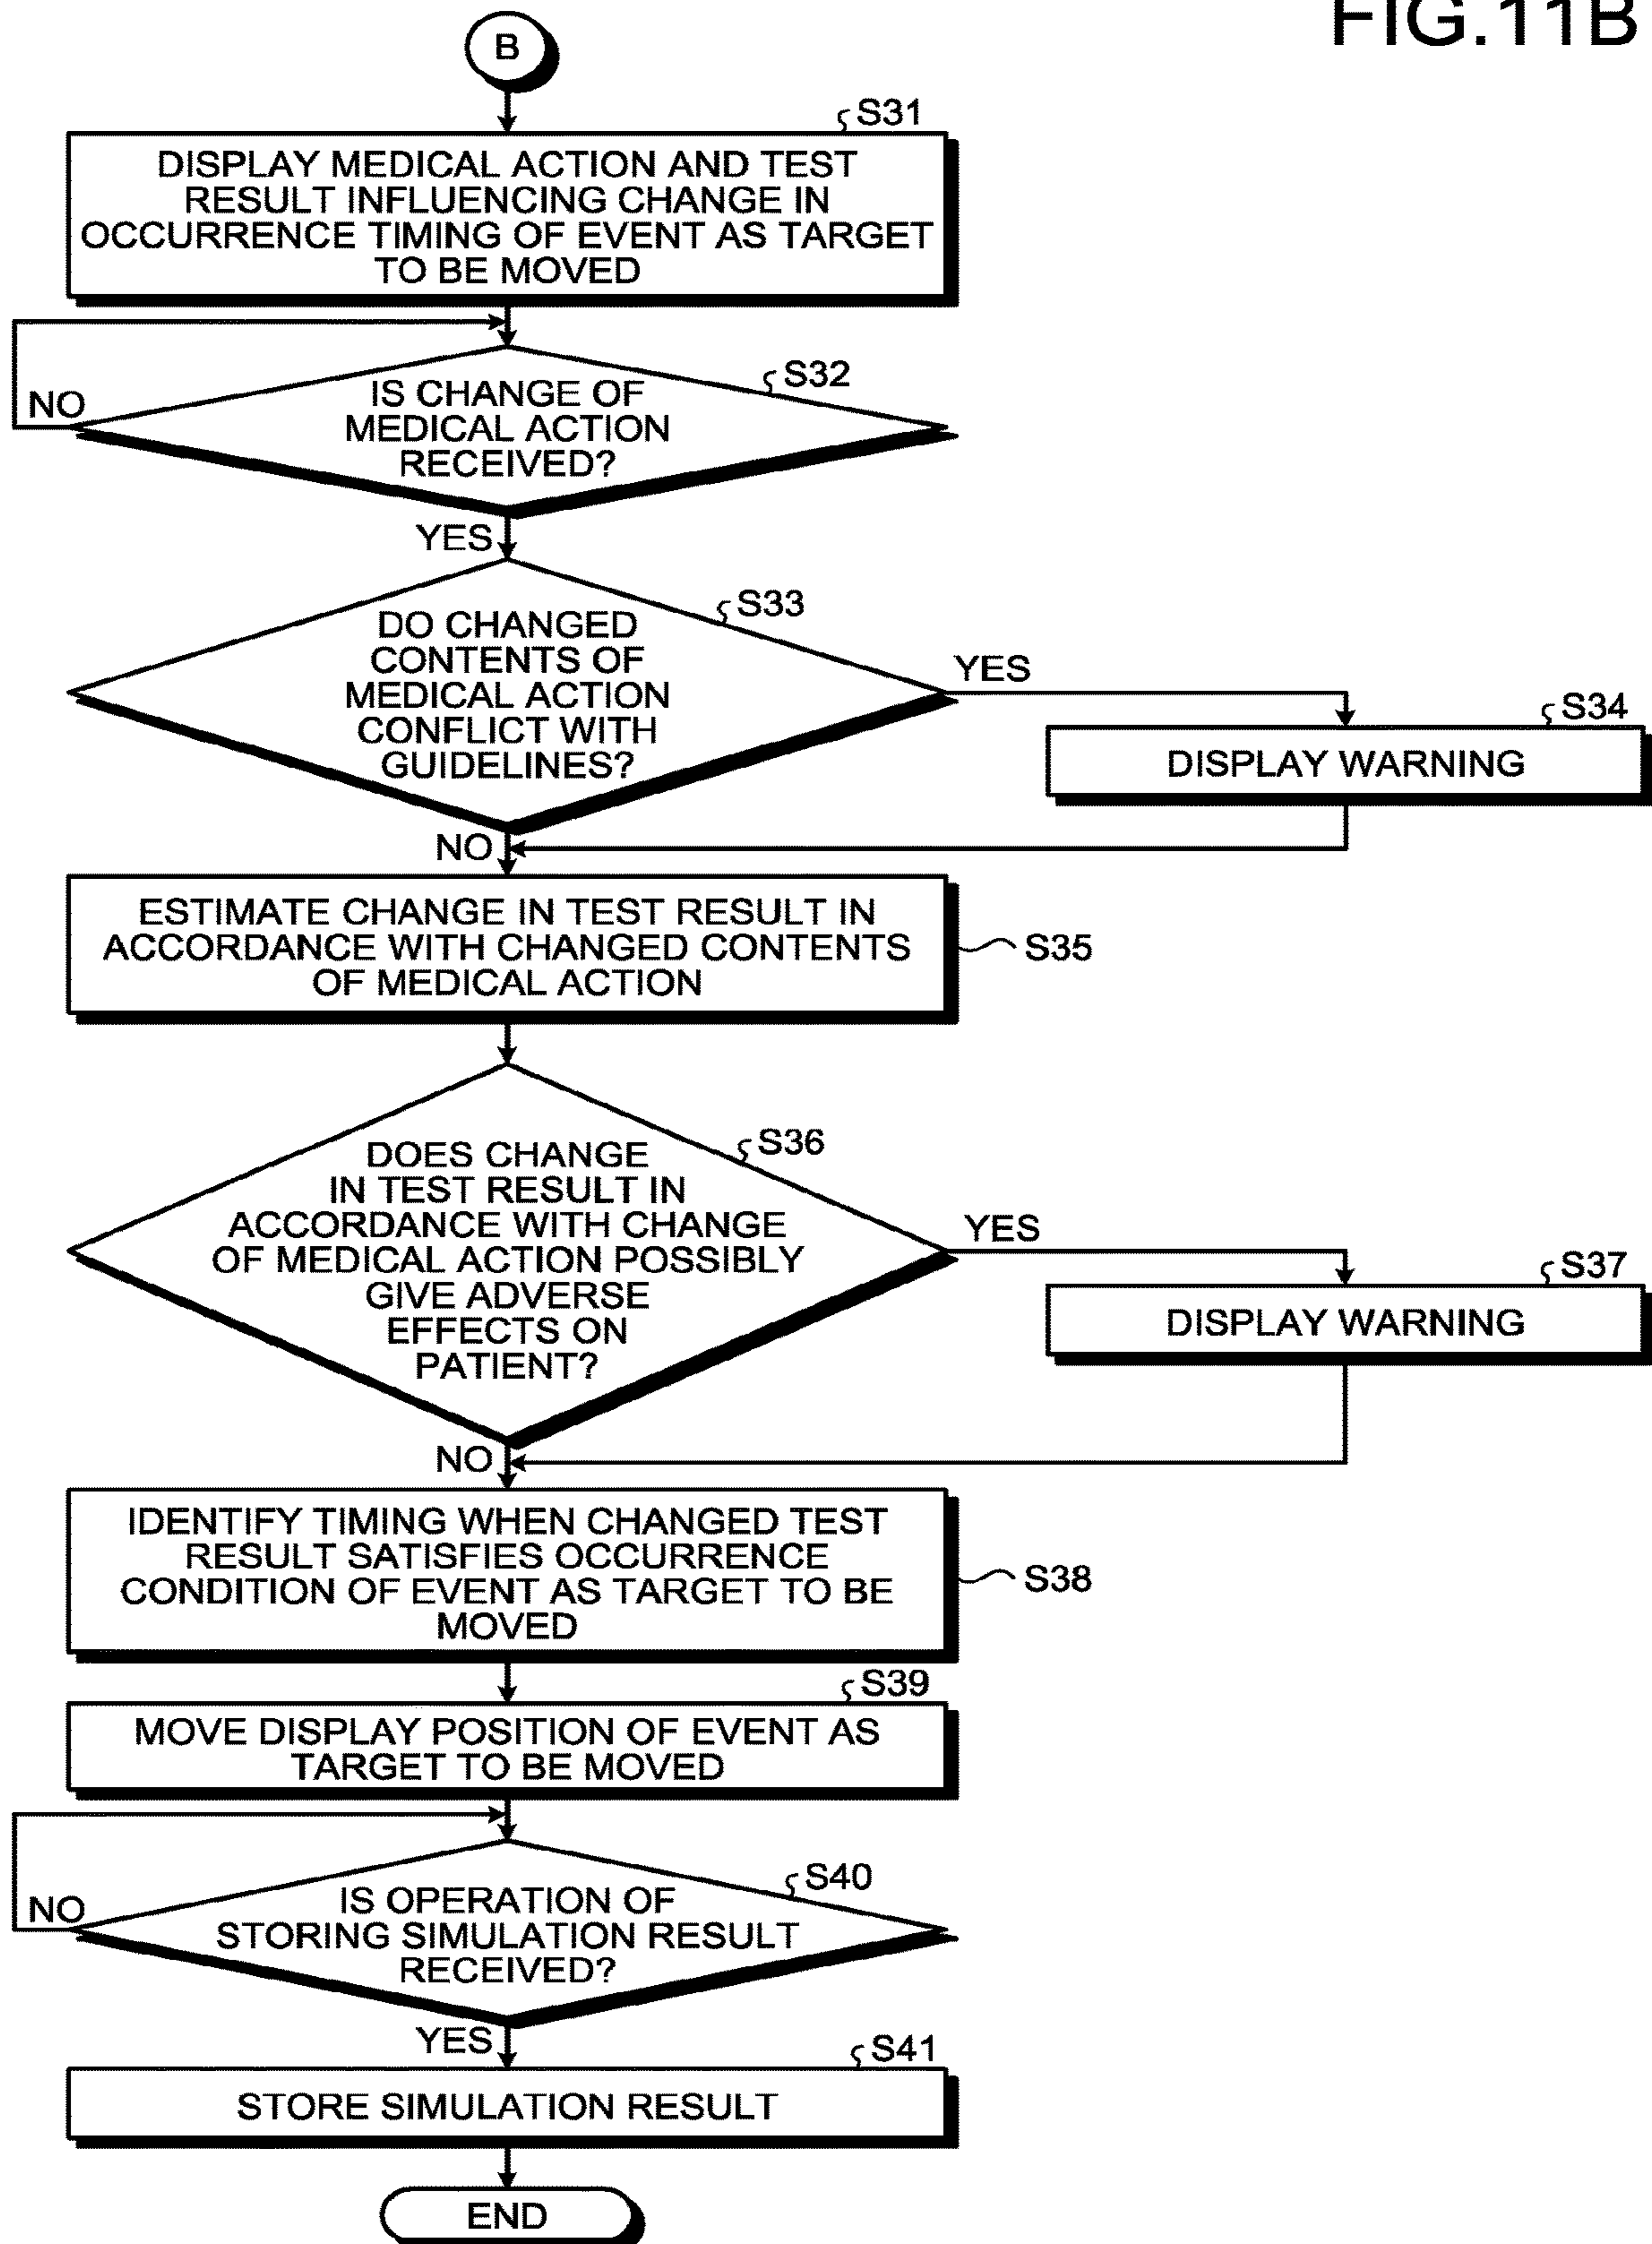 FIG.11B
B
S31
DISPLAY MEDICAL ACTION AND TEST
RESULT INFLUENCING CHANGE IN
OCCURRENCE TIMING OF EVENT AS TARGET
TO BE MOVED
S32
IS CHANGE OF
MEDICAL ACTION
RECEIVED?
NO
YES
S33
DO CHANGED
CONTENTS OF
MEDICAL ACTION
CONFLICT WITH
GUIDELINES?
YES
S34
DISPLAY WARNING
NO
ESTIMATE CHANGE IN TEST RESULT IN
ACCORDANCE WITH CHANGED CONTENTS
OF MEDICAL ACTION
S35
S36
DOES CHANGE
IN TEST RESULT IN
ACCORDANCE WITH CHANGE
OF MEDICAL ACTION POSSIBLY
GIVE ADVERSE
EFFECTS ON
PATIENT?
YES
S37
DISPLAY WARNING
NO
IDENTIFY TIMING WHEN CHANGED TEST
RESULT SATISFIES OCCURRENCE
CONDITION OF EVENT AS TARGET TO BE
MOVED
S38
S39
MOVE DISPLAY POSITION OF EVENT AS
TARGET TO BE MOVED
S40
IS OPERATION OF
STORING SIMULATION RESULT
RECEIVED?
NO
YES
S41
STORE SIMULATION RESULT
END